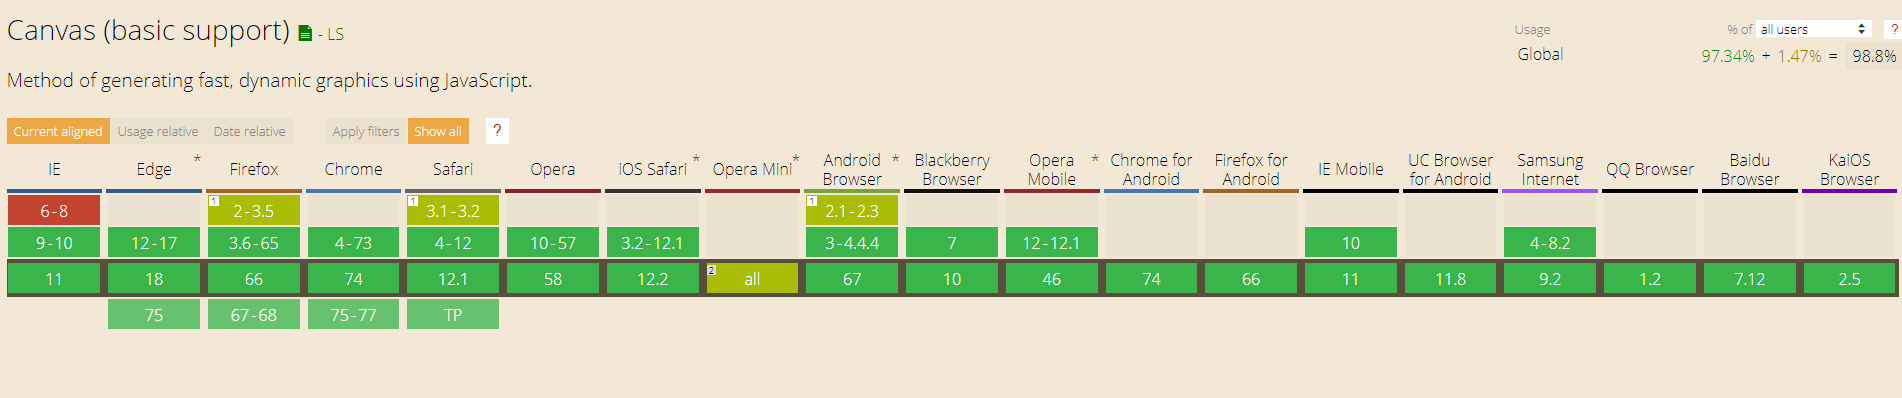 Canvas (basic support) - LS
Usage % of all users ?
Global 97.34% + 1.47% = 98.8%
Method of generating fast, dynamic graphics using JavaScript.
Current aligned Usage relative Date relative Apply filters Show all ?
IE Edge * Firefox Chrome Safari Opera iOS Safari * Opera Mini * Android Browser * Blackberry Browser Opera Mobile * Chrome for Android Firefox for Android IE Mobile UC Browser for Android Samsung Internet QQ Browser Baidu Browser KaiOS Browser
6-8 1 2-3.5 1 3.1-3.2 1 2.1-2.3
9-10 12-17 3.6-65 4-73 4-12 10-57 3.2-12.1 3-4.4.4 7 12-12.1 10 4-8.2
11 18 66 74 12.1 58 12.2 2 all 67 10 46 74 66 11 11.8 9.2 1.2 7.12 2.5
75 67-68 75-77 TP